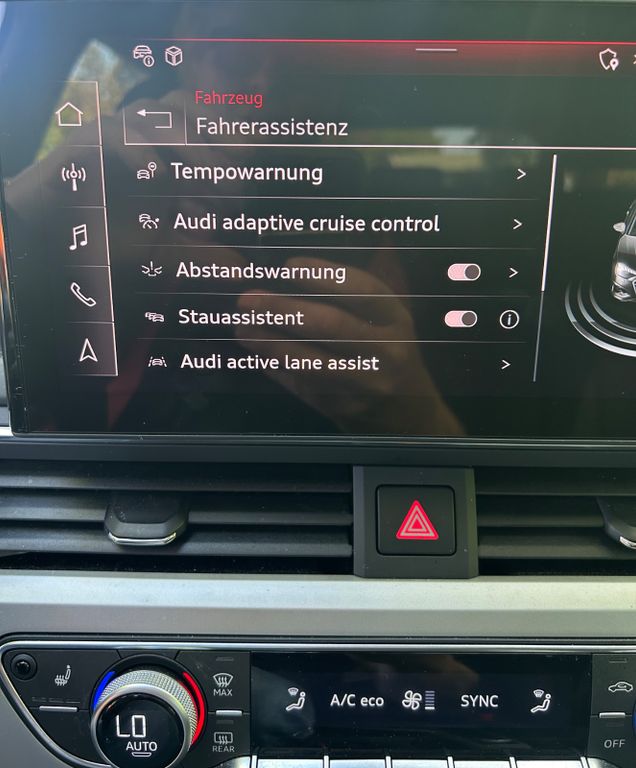 Fahrzeug
Fahrerassistenz
Tempowarnung
Audi adaptive cruise control
Abstandswarnung
Stauassistent
Audi active lane assist
MAX
LO
AUTO
REAR
A/C eco
SYNC
OFF